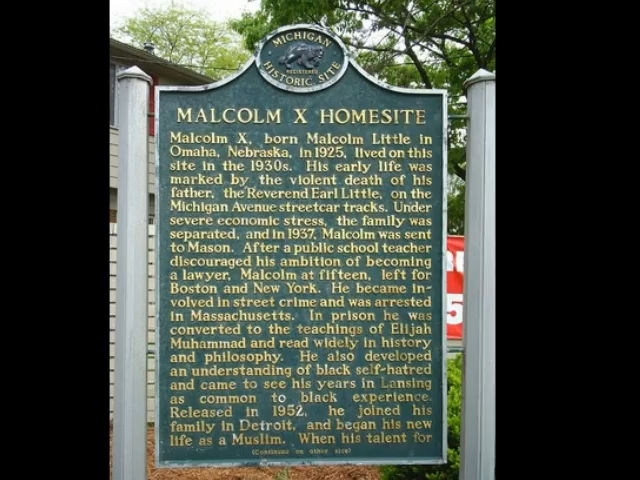 MICHIGAN
REGISTERED
HISTORIC SITE
MALCOLM X HOMESITE
Malcolm X, born Malcolm Little in
Omaha, Nebraska, in 1925, lived on this
site in the 1930s. His early life was
marked by the violent death of his
father, the Reverend Earl Little, on the
Michigan Avenue streetcar tracks. Under
severe economic stress, the family was
separated, and in 1937, Malcolm was sent
to Mason. After a public school teacher
discouraged his ambition of becoming
a lawyer, Malcolm at fifteen, left for
Boston and New York. He became in-
volved in street crime and was arrested
in Massachusetts. In prison he was
converted to the teachings of Elijah
Muhammad and read widely in history
and philosophy. He also developed
an understanding of black self-hatred
and came to see his years in Lansing
as common to black experience.
Released in 1952, he joined his
family in Detroit, and began his new
life as a Muslim. When his talent for
(Continued on other side)
5